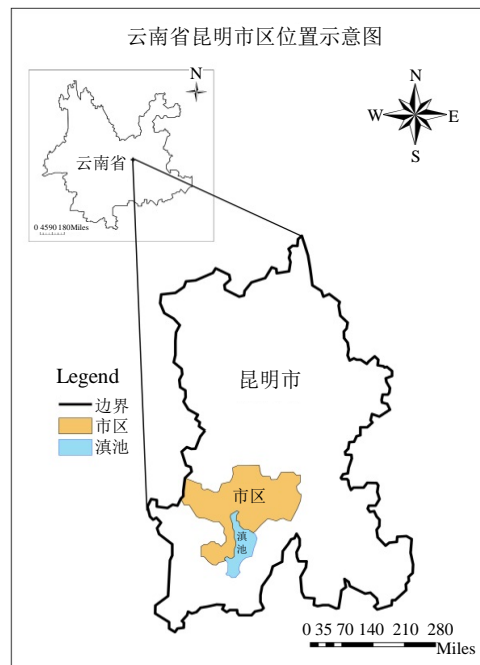 云南省昆明市区位置示意图
N
云南省
0 4590 180Miles
N
W
E
S
昆明市
Legend
边界
市区
滇池
市区
滇池
0 35 70 140 210 280
Miles